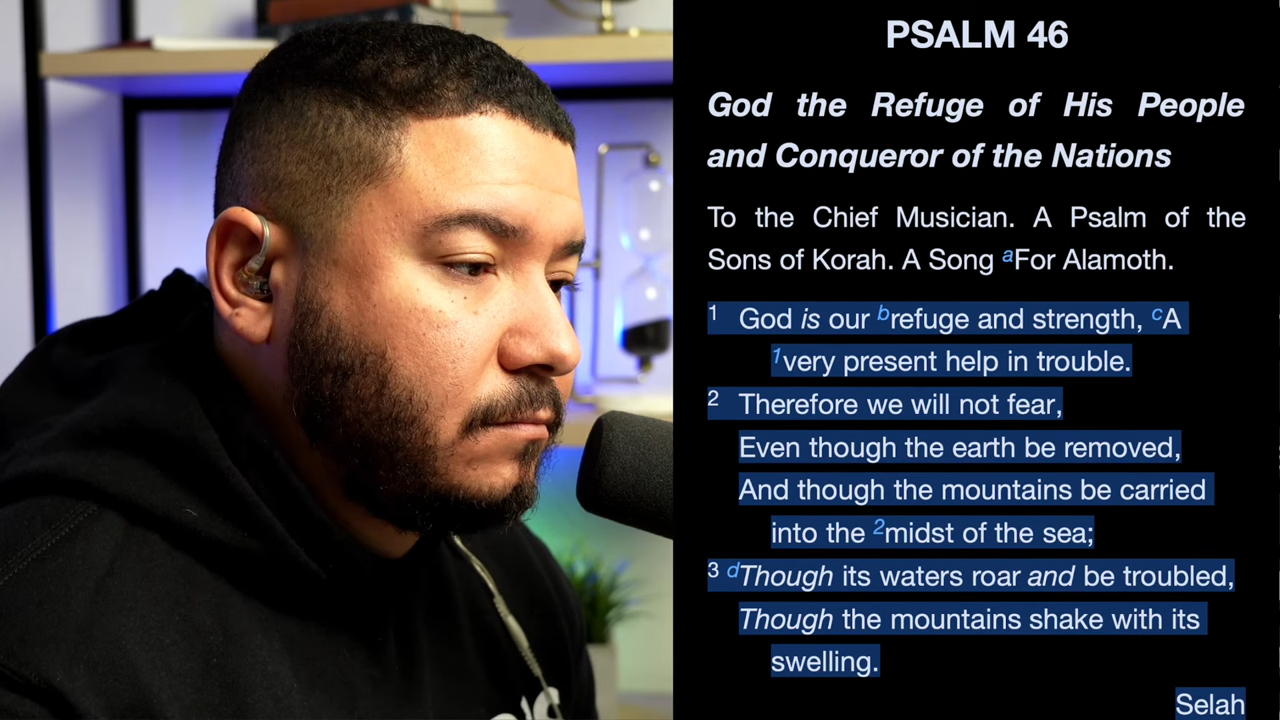 PSALM 46
God the Refuge of His People
and Conqueror of the Nations
To the Chief Musician. A Psalm of the
Sons of Korah. A Song aFor Alamoth.
1 God is our brefuge and strength, cA
1very present help in trouble.
2 Therefore we will not fear,
Even though the earth be removed,
And though the mountains be carried
into the 2midst of the sea;
3 dThough its waters roar and be troubled,
Though the mountains shake with its
swelling.
Selah